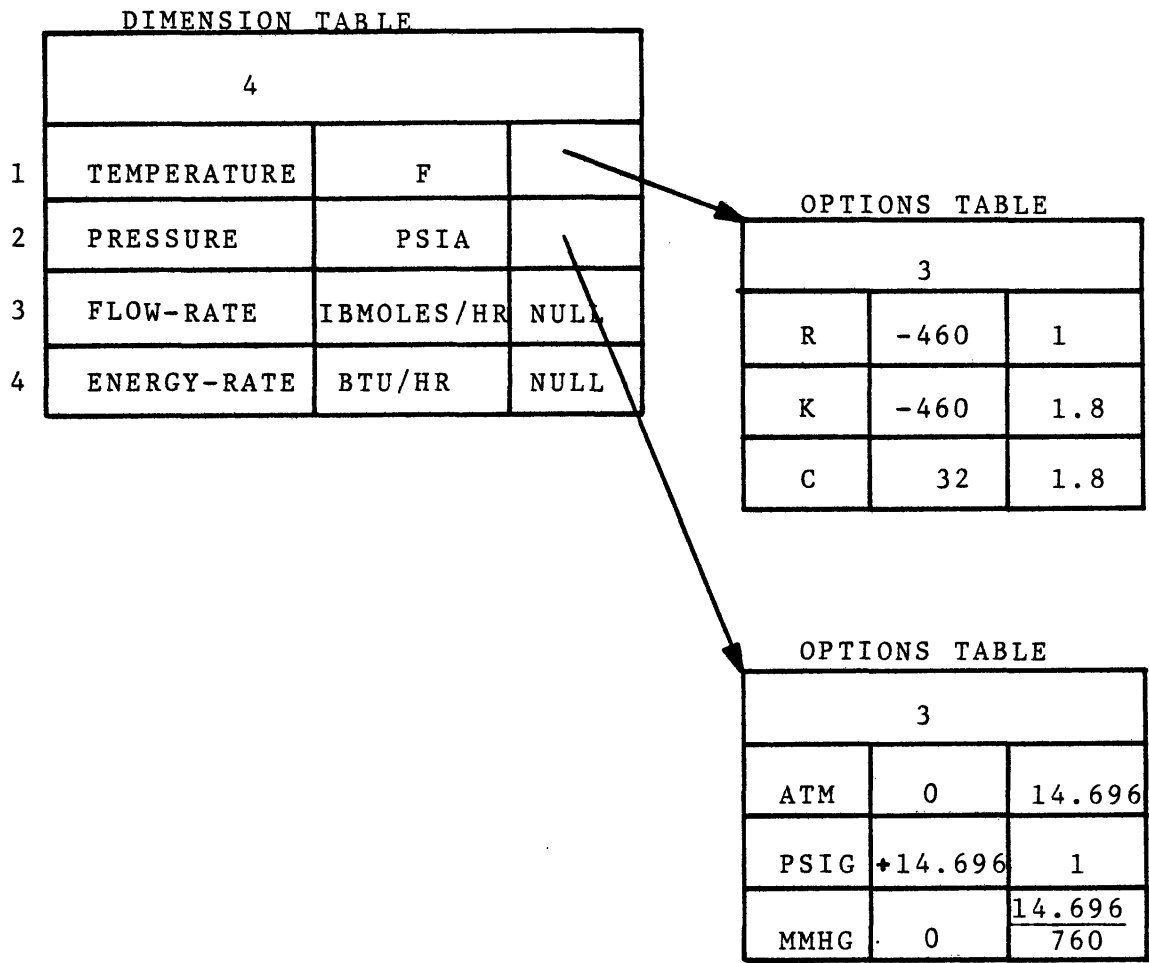 DIMENSION TABLE
4
1 TEMPERATURE F
2 PRESSURE PSIA
3 FLOW-RATE IBMOLES/HR NULL
4 ENERGY-RATE BTU/HR NULL
OPTIONS TABLE
3
R -460 1
K -460 1.8
C 32 1.8
OPTIONS TABLE
3
ATM 0 14.696
PSIG +14.696 1
MMHG 0 14.696
760